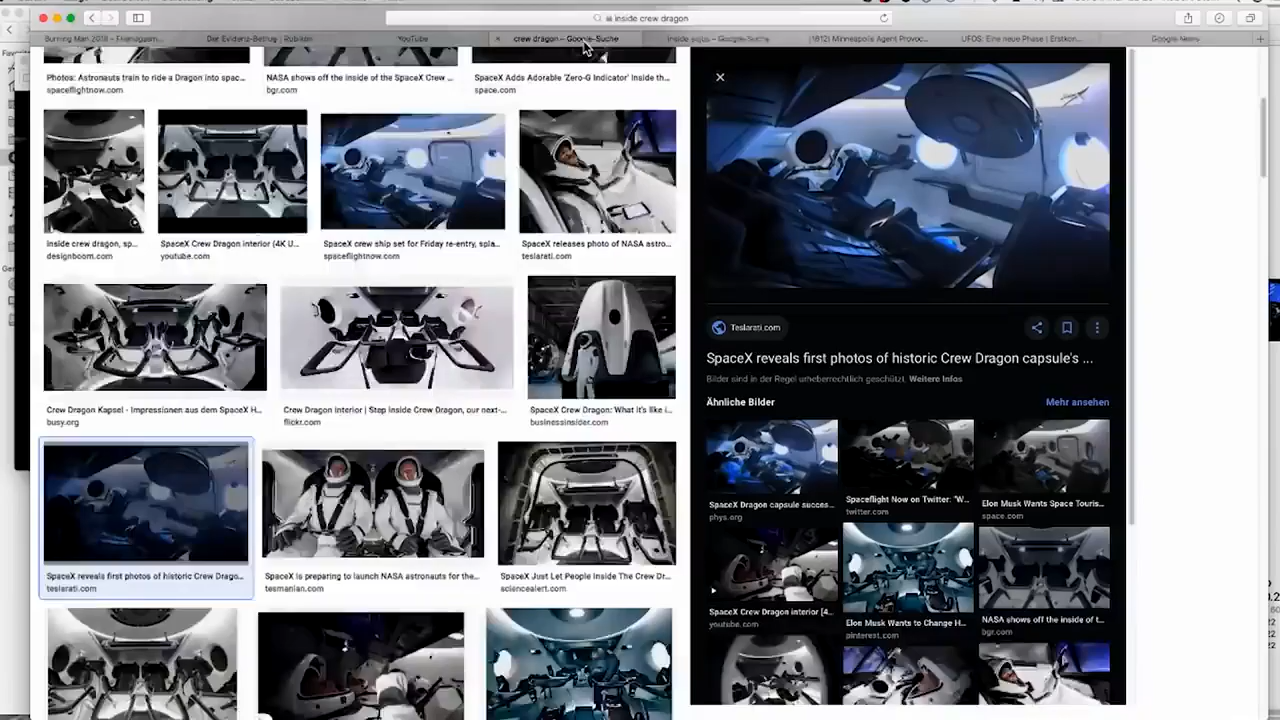 inside crew dragon
Burning Man 2018 – Filmmagazin...
Der Evidenz-Betrug | Rubikon
YouTube
crew dragon – Google-Suche
inside sojus – Google-Suche
(1812) Minneapolis Agent Provoc...
UFOS: Eine neue Phase | Erstkon...
Google News
Photos: Astronauts train to ride a Dragon into spac...
spaceflightnow.com
NASA shows off the inside of the SpaceX Crew ...
bgr.com
SpaceX Adds Adorable 'Zero-G Indicator' Inside th...
space.com
Inside crew dragon, sp...
designboom.com
SpaceX Crew Dragon interior (4K U...
youtube.com
SpaceX crew ship set for Friday re-entry, spla...
spaceflightnow.com
SpaceX releases photo of NASA astro...
teslarati.com
Crew Dragon Kapsel - Impressionen aus dem SpaceX H...
busy.org
Crew Dragon interior | Step inside Crew Dragon, our next-...
flickr.com
SpaceX Crew Dragon: What it's like i...
businessinsider.com
SpaceX reveals first photos of historic Crew Drago...
teslarati.com
SpaceX is preparing to launch NASA astronauts for the...
tesmanian.com
SpaceX Just Let People Inside The Crew Dr...
sciencealert.com
Teslarati.com
SpaceX reveals first photos of historic Crew Dragon capsule's ...
Bilder sind in der Regel urheberrechtlich geschützt. Weitere Infos
Ähnliche Bilder
Mehr ansehen
SpaceX Dragon capsule succes...
phys.org
Spaceflight Now on Twitter: "W...
twitter.com
Elon Musk Wants Space Touris...
space.com
SpaceX Crew Dragon interior [4...
youtube.com
Elon Musk Wants to Change H...
pinterest.com
NASA shows off the inside of t...
bgr.com